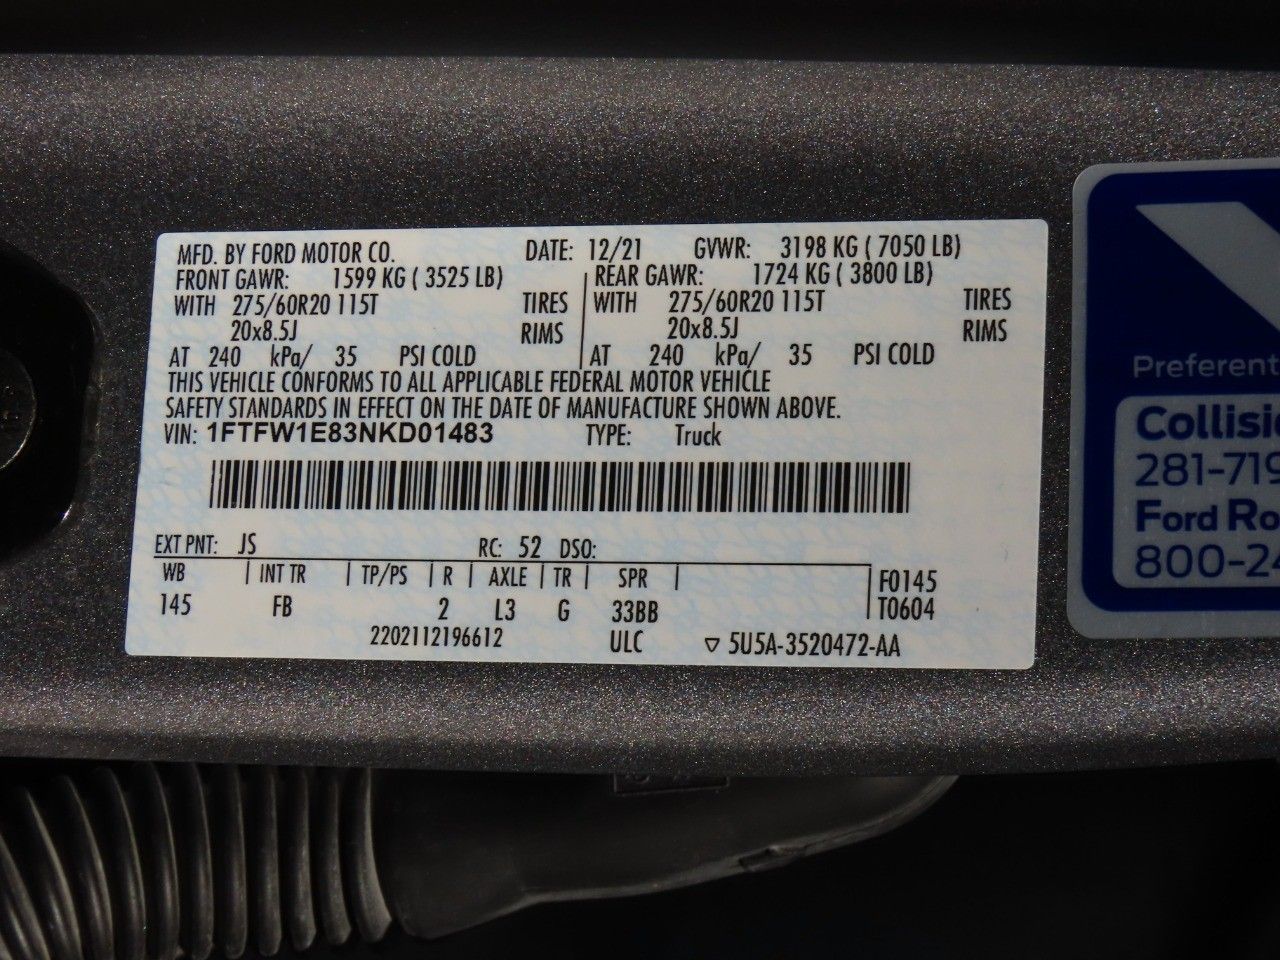 MFD. BY FORD MOTOR CO. DATE: 12/21 GVWR: 3198 KG ( 7050 LB)
FRONT GAWR: 1599 KG ( 3525 LB) REAR GAWR: 1724 KG ( 3800 LB)
WITH 275/60R20 115T TIRES WITH 275/60R20 115T TIRES
20x8.5J RIMS 20x8.5J RIMS
AT 240 kPa/ 35 PSI COLD AT 240 kPa/ 35 PSI COLD
THIS VEHICLE CONFORMS TO ALL APPLICABLE FEDERAL MOTOR VEHICLE
SAFETY STANDARDS IN EFFECT ON THE DATE OF MANUFACTURE SHOWN ABOVE.
VIN: 1FTFW1E83NKD01483 TYPE: Truck
EXT PNT: JS RC: 52 DSO:
WB INT TR TP/PS R AXLE TR SPR F0145
145 FB 2 L3 G 33BB T0604
2202112196612 ULC ▽ 5U5A-3520472-AA
Preferent
Collisi
281-719
Ford Ro
800-24